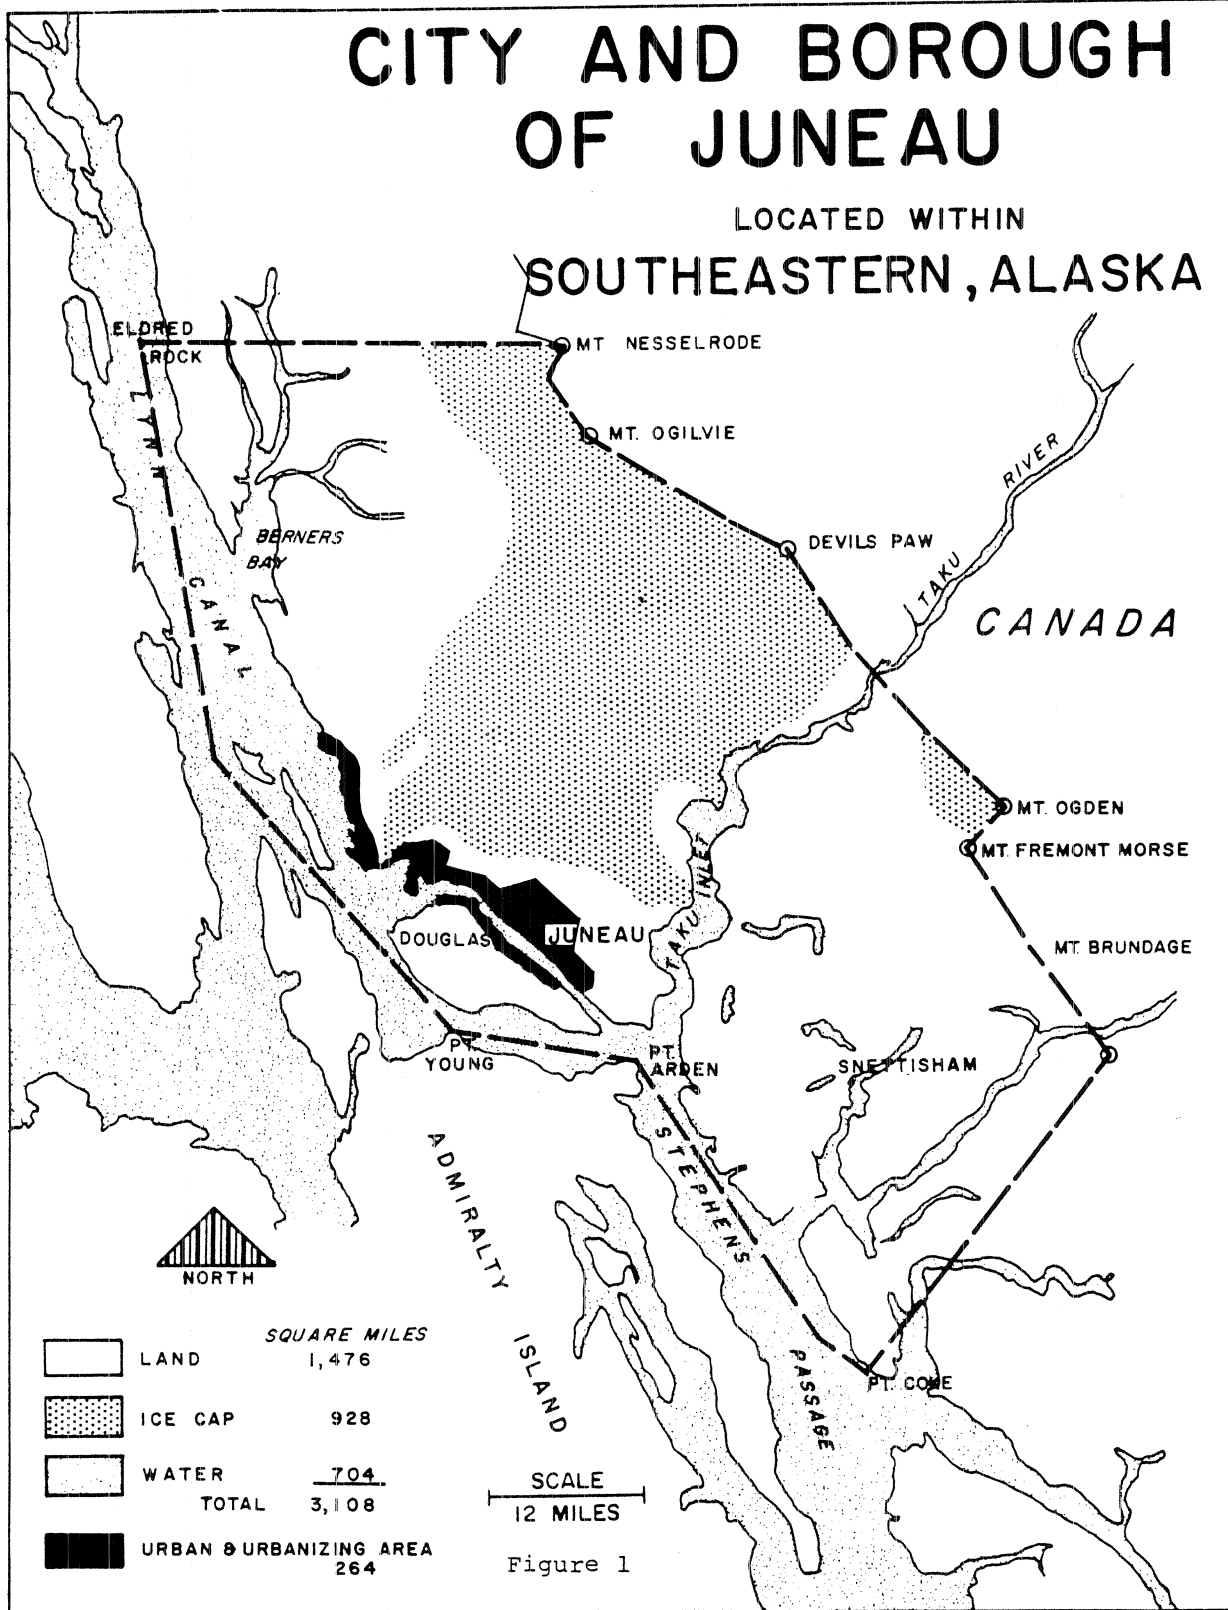 CITY AND BOROUGH
OF JUNEAU
LOCATED WITHIN
SOUTHEASTERN, ALASKA
ELDRED
ROCK
MT NESSELRODE
MT. OGILVIE
LYNN
CANAL
BERNERS
BAY
DEVILS PAW
TAKU RIVER
CANADA
MT. OGDEN
MT. FREMONT MORSE
TAKU INLET
DOUGLAS
JUNEAU
MT. BRUNDAGE
PT.
YOUNG
PT.
ARDEN
SNETTISHAM
STEPHENS
PASSAGE
ADMIRALTY
ISLAND
PT. COKE
NORTH
SQUARE MILES
LAND 1,476
ICE CAP 928
WATER 704
TOTAL 3,108
URBAN & URBANIZING AREA
264
SCALE
12 MILES
Figure 1